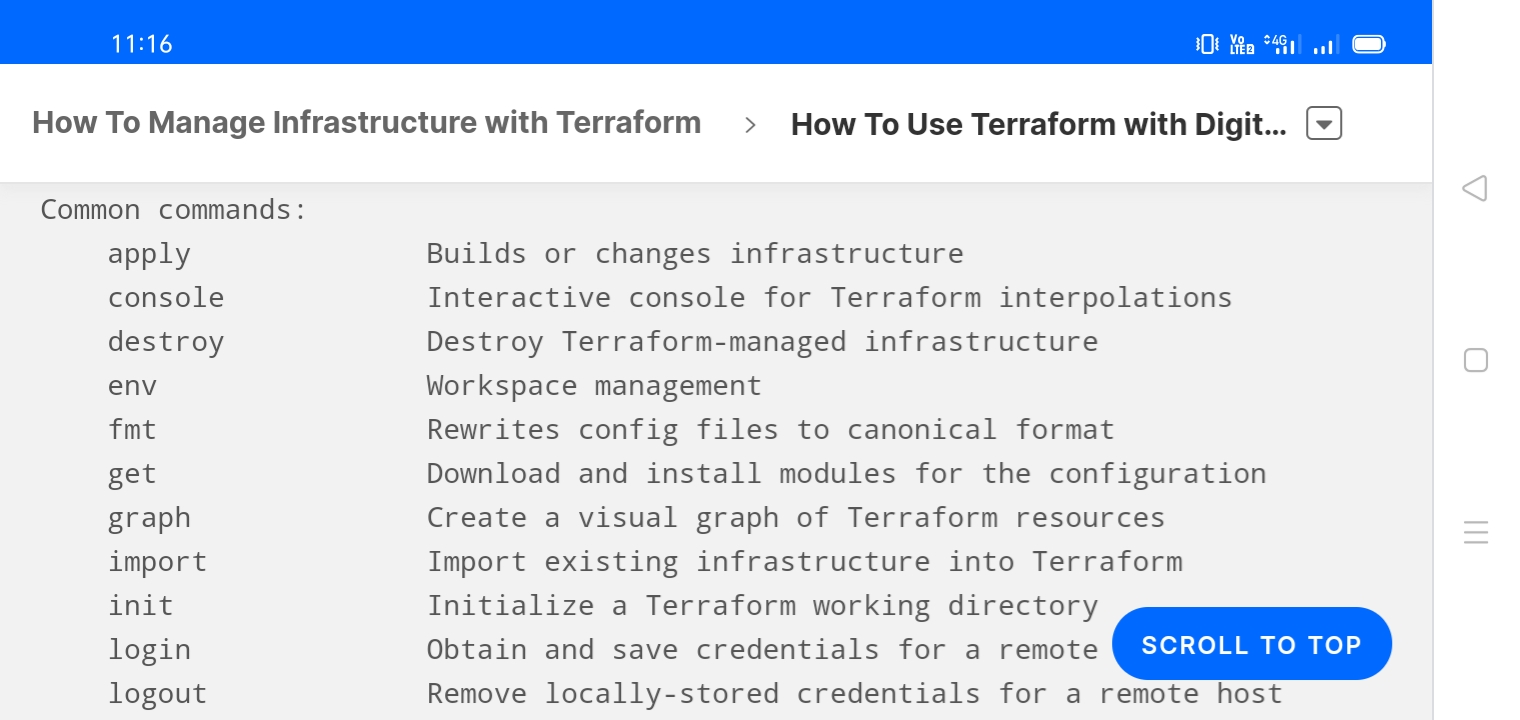 11:16 Vo LTE2 4G
How To Manage Infrastructure with Terraform > How To Use Terraform with Digit...
Common commands:
apply Builds or changes infrastructure
console Interactive console for Terraform interpolations
destroy Destroy Terraform-managed infrastructure
env Workspace management
fmt Rewrites config files to canonical format
get Download and install modules for the configuration
graph Create a visual graph of Terraform resources
import Import existing infrastructure into Terraform
init Initialize a Terraform working directory
login Obtain and save credentials for a remote
SCROLL TO TOP
logout Remove locally-stored credentials for a remote host